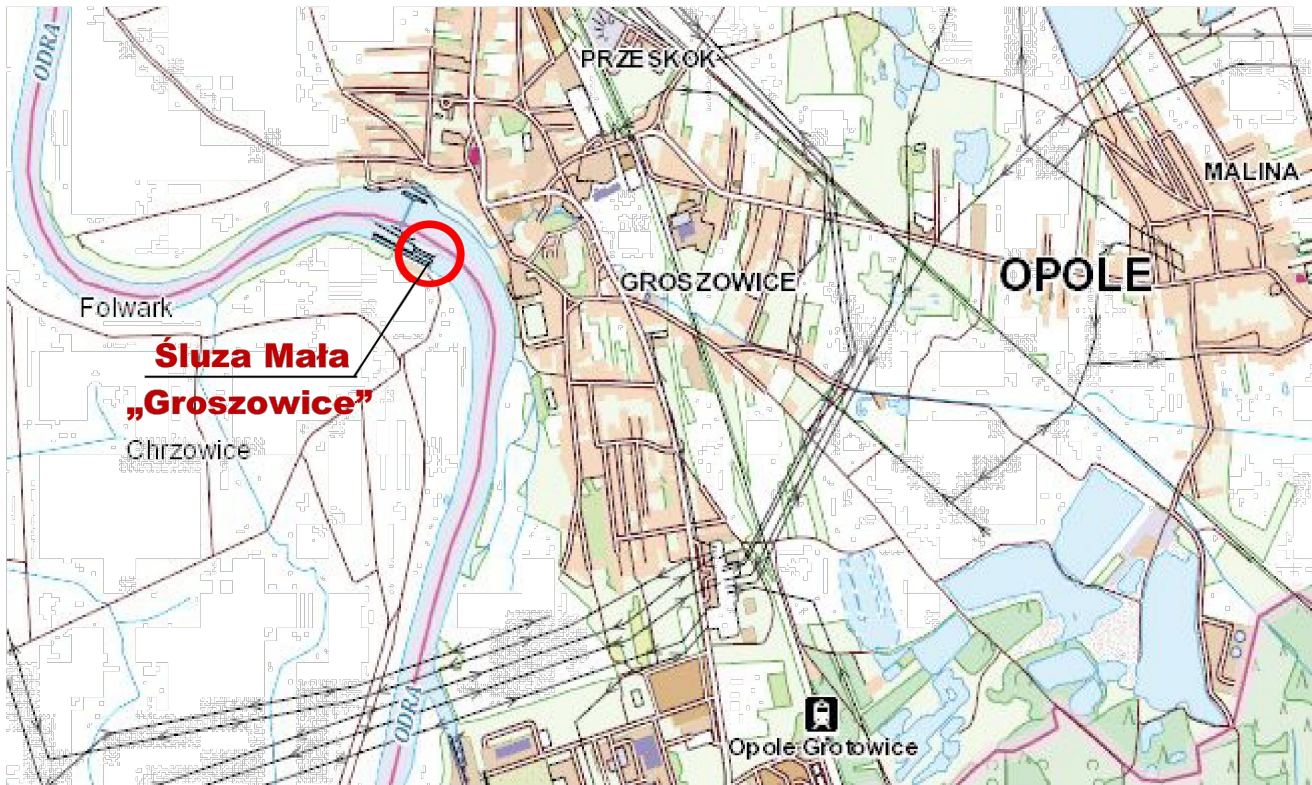 ODRA
PRZESKOK
MALINA
GROSZOWICE
OPOLE
Folwark
Śluza Mała
„Groszowice”
Chrzowice
ODRA
Opole Grotowice